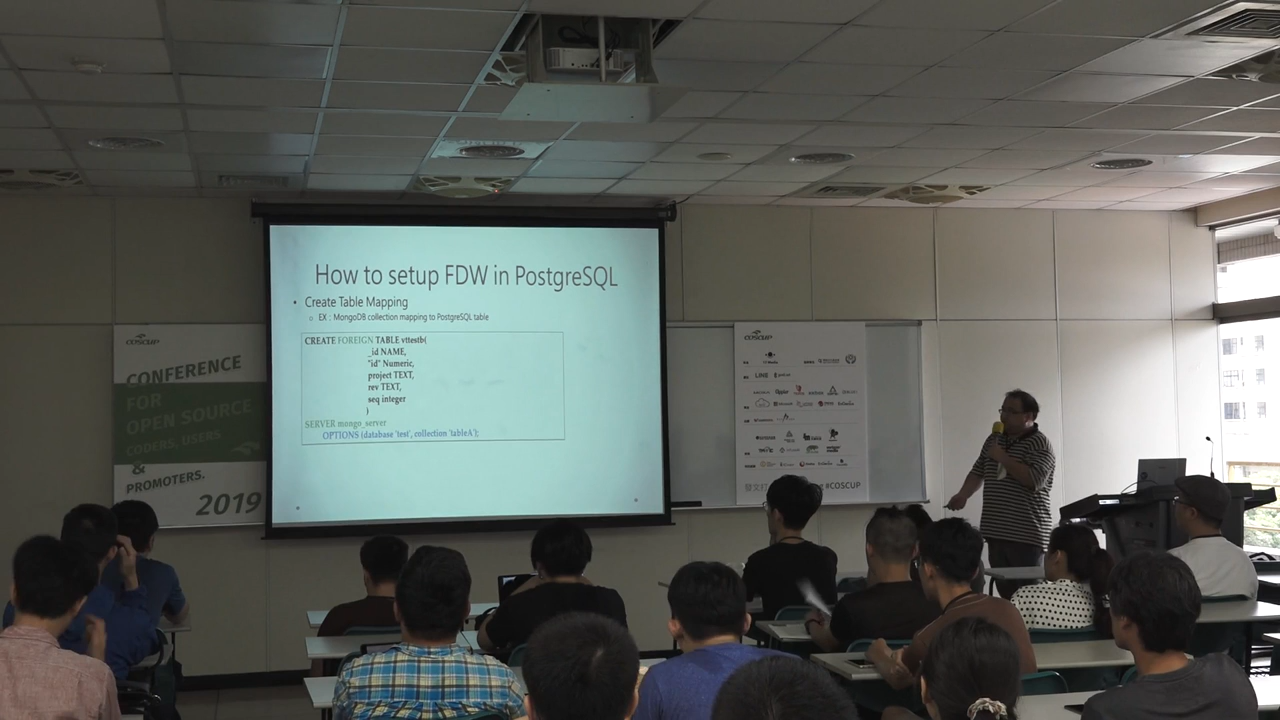 How to setup FDW in PostgreSQL
• Create Table Mapping
○ EX : MongoDB collection mapping to PostgreSQL table
CREATE FOREIGN TABLE vttestb(
_id NAME,
"id" Numeric,
project TEXT,
rev TEXT,
seq integer
)
SERVER mongo_server
OPTIONS (database 'test', collection 'tableA');
COSCUP
CONFERENCE
FOR
OPEN SOURCE
CODERS, USERS
&
PROMOTERS.
2019
COSCUP
LINE
#COSCUP